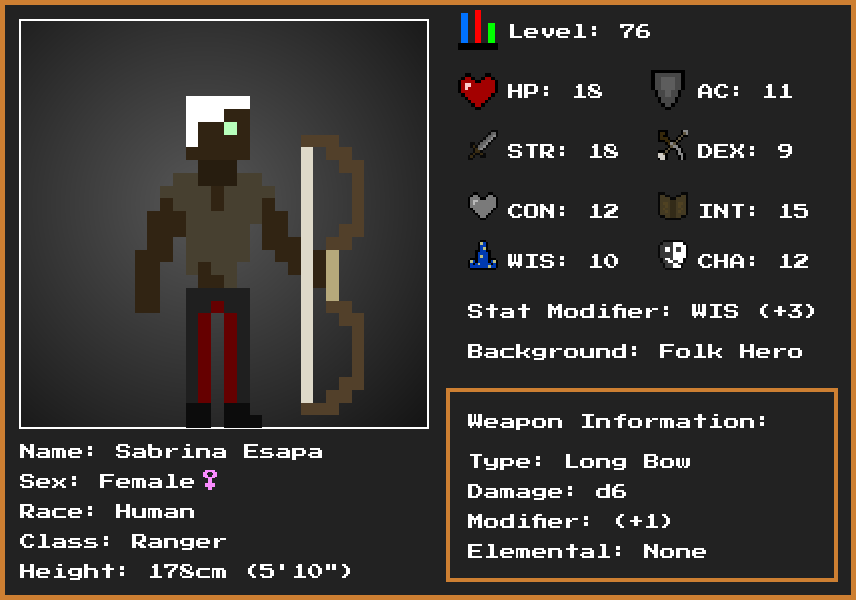 Level: 76
HP: 18
AC: 11
STR: 18
DEX: 9
CON: 12
INT: 15
WIS: 10
CHA: 12
Stat Modifier: WIS (+3)
Background: Folk Hero
Weapon Information:
Type: Long Bow
Damage: d6
Modifier: (+1)
Elemental: None
Name: Sabrina Esapa
Sex: Female♀
Race: Human
Class: Ranger
Height: 178cm (5'10")